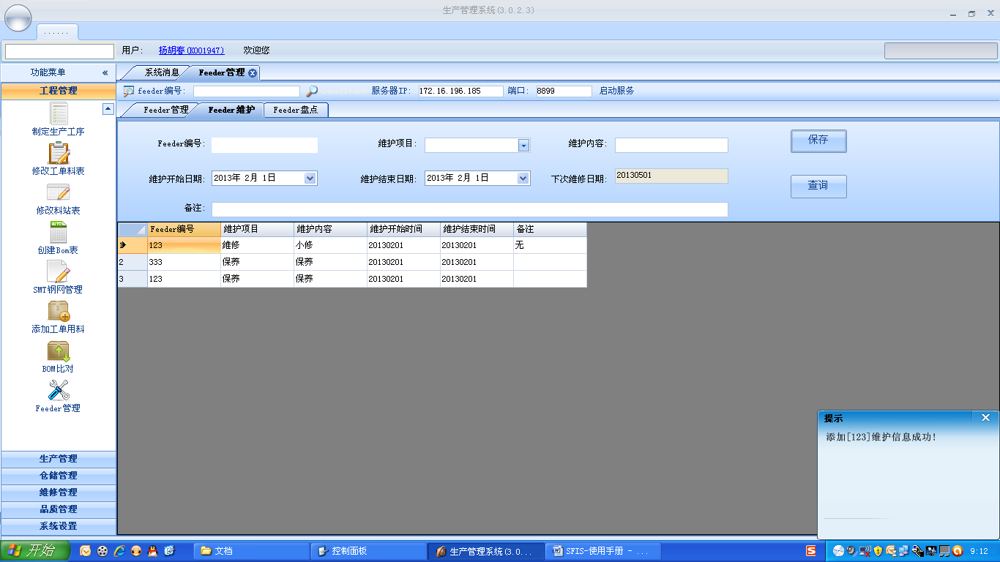 生产管理系统(3.0.2.3)
......
用户: 杨胡春(K001947) 欢迎您
功能菜单 «
系统消息 Feeder管理
工程管理
feeder编号: 服务器IP: 172.16.196.185 端口: 8899 启动服务
Feeder管理 Feeder维护 Feeder盘点
制定生产工序
修改工单料表
修改料站表
创建Bom表
SMT钢网管理
添加工单用料
BOM比对
Feeder管理
生产管理
仓储管理
维修管理
品质管理
系统设置
Feeder编号: 维护项目: 维护内容: 保存
维护开始日期: 2013年 2月 1日 维护结束日期: 2013年 2月 1日 下次维修日期: 20130501 查询
备注:
Feeder编号 维护项目 维护内容 维护开始时间 维护结束时间 备注
1 123 维修 小修 20130201 20130201 无
2 333 保养 保养 20130201 20130201
3 123 保养 保养 20130201 20130201
提示
添加[123]维护信息成功!
开始 文档 控制面板 生产管理系统(3.0... SFIS-使用手册 - ... 9:12